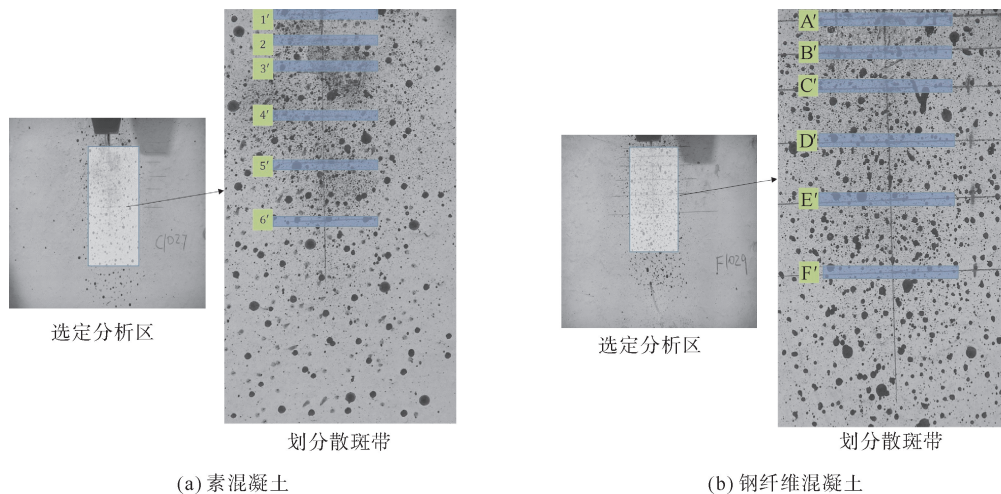 1′
2
3′
4′
5′
6′
C1027
选定分析区
划分散斑带
(a) 素混凝土
A′
B′
C′
D′
E′
F′
F1029
选定分析区
划分散斑带
(b) 钢纤维混凝土